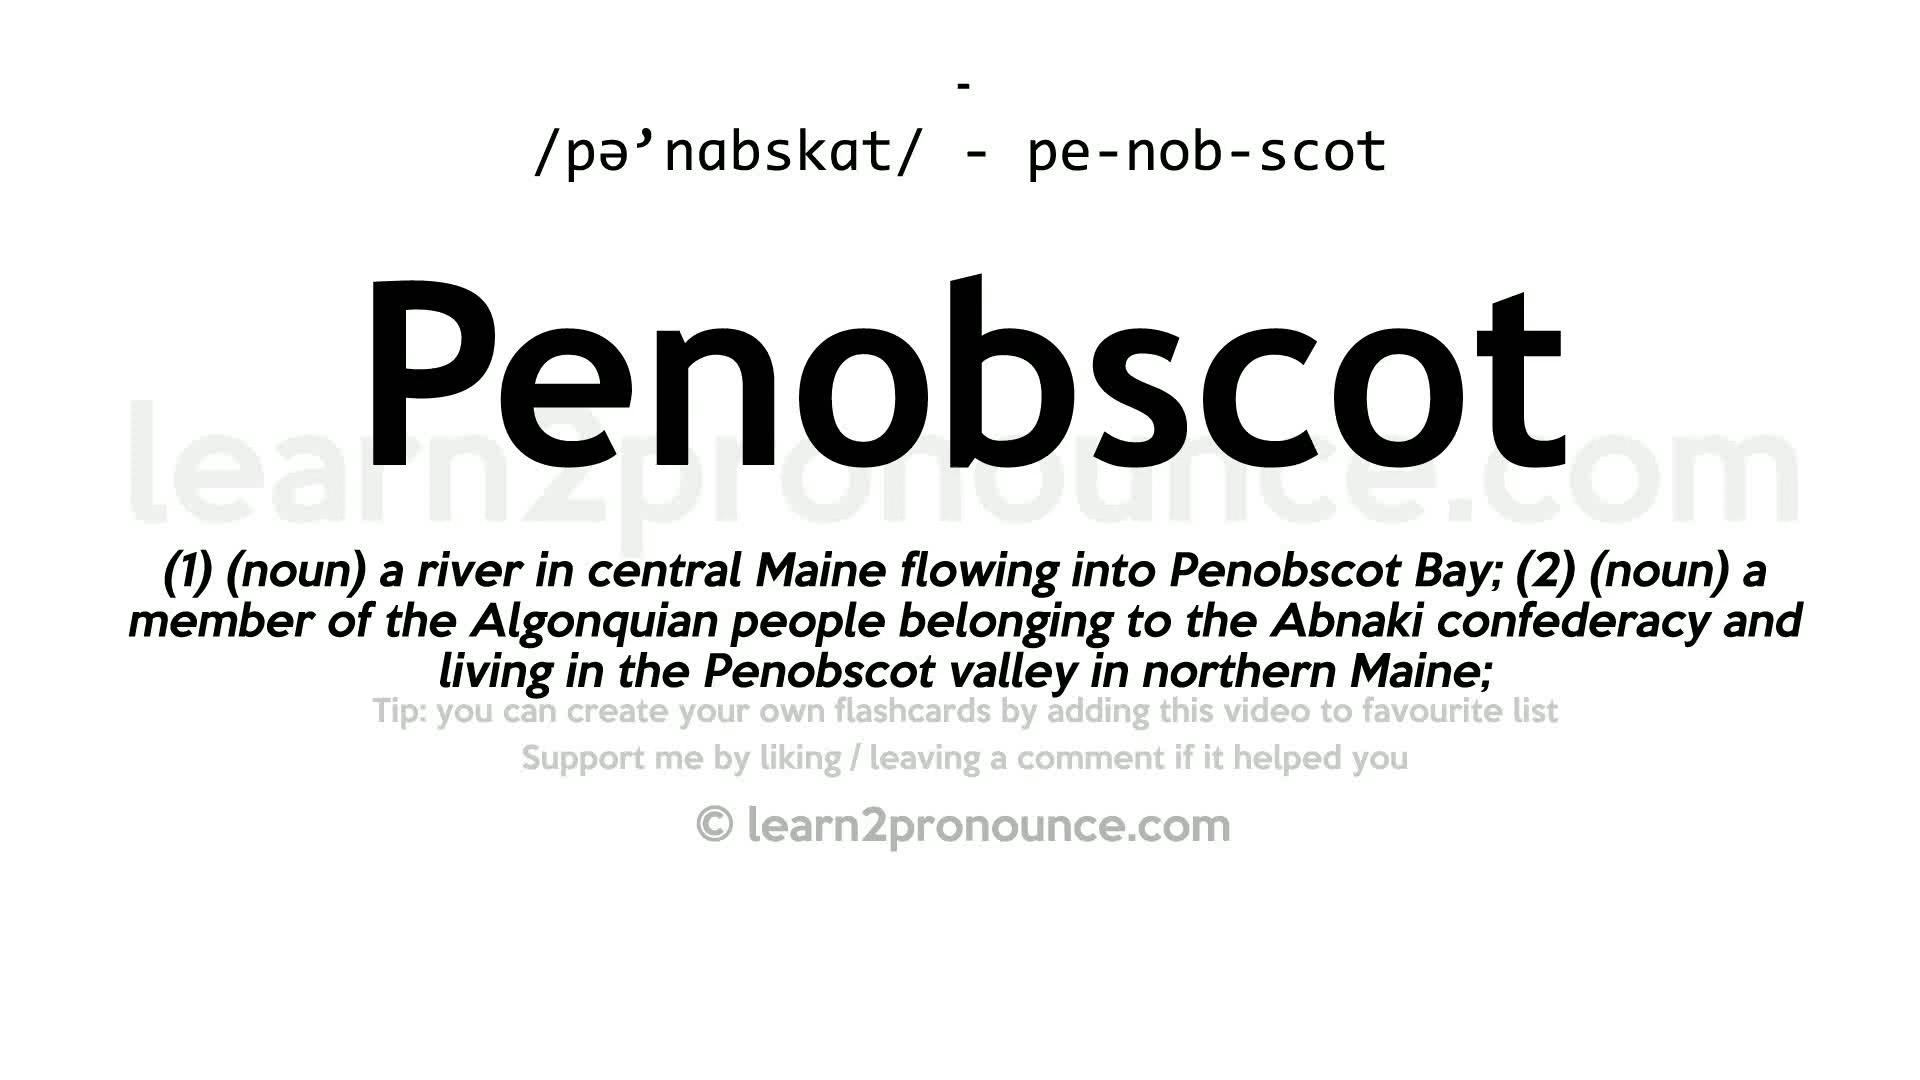 -
/pə’nɑbskɑt/ - pe-nob-scot
Penobscot
learn2pronounce.com
(1) (noun) a river in central Maine flowing into Penobscot Bay; (2) (noun) a
member of the Algonquian people belonging to the Abnaki confederacy and
living in the Penobscot valley in northern Maine;
Tip: you can create your own flashcards by adding this video to favourite list
Support me by liking / leaving a comment if it helped you
© learn2pronounce.com